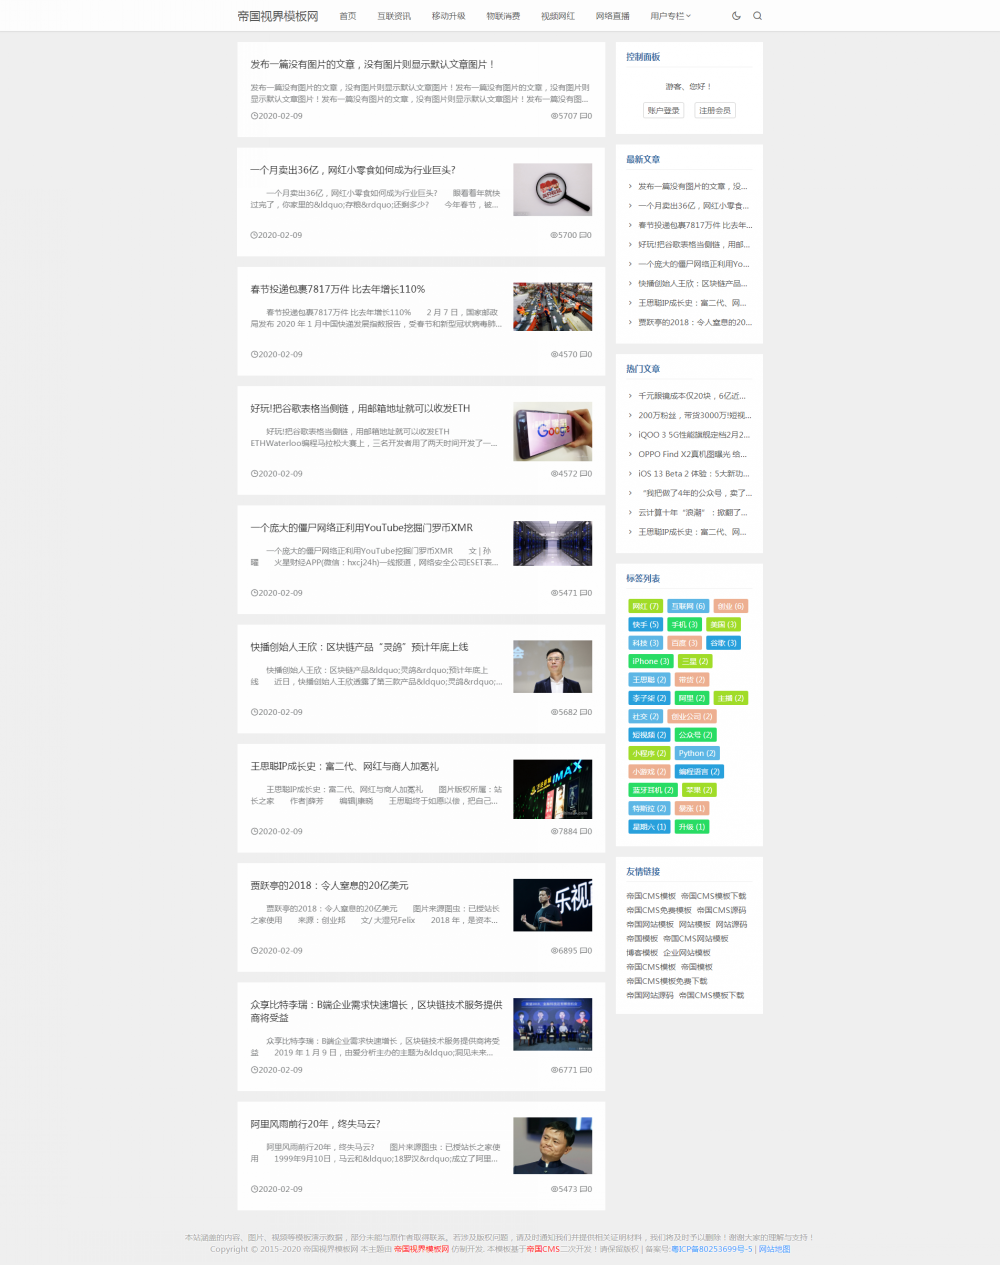 帝国视界模板网 首页 互联资讯 移动升级 物联消费 视频网红 网络直播 用户专栏
发布一篇没有图片的文章，没有图片则显示默认文章图片！
发布一篇没有图片的文章，没有图片则显示默认文章图片！发布一篇没有图片的文章，没有图片则
显示默认文章图片！发布一篇没有图片的文章，没有图片则显示默认文章图片！发布一篇没有图...
2020-02-09 5707 0
一个月卖出36亿，网红小零食如何成为行业巨头？
一个月卖出36亿，网红小零食如何成为行业巨头? 眼看着年就快
过完了，你家里的&ldquo;存粮&rdquo;还剩多少? 今年春节，被...
2020-02-09 5700 0
春节投递包裹7817万件 比去年增长110%
春节投递包裹7817万件 比去年增长110% 2 月 7 日，国家邮政
局发布 2020 年 1 月中国快递发展指数报告，受春节和新型冠状病毒肺...
2020-02-09 4570 0
好玩!把谷歌表格当侧链，用邮箱地址就可以收发ETH
好玩!把谷歌表格当侧链，用邮箱地址就可以收发ETH
ETHWaterloo编程马拉松大赛上，三名开发者用了两天时间开发了一...
Google
2020-02-09 4572 0
一个庞大的僵尸网络正利用YouTube挖掘门罗币XMR
一个庞大的僵尸网络正利用YouTube挖掘门罗币XMR 文 | 孙
曜 火星财经APP(微信：hxcj24h)一线报道，网络安全公司ESET表...
2020-02-09 5471 0
快播创始人王欣：区块链产品“灵鸽”预计年底上线
快播创始人王欣：区块链产品&ldquo;灵鸽&rdquo;预计年底上
线 近日，快播创始人王欣透露了第三款产品&ldquo;灵鸽&rdquo;...
2020-02-09 5682 0
王思聪IP成长史：富二代、网红与商人加冕礼
王思聪IP成长史：富二代、网红与商人加冕礼 图片版权所属：站
长之家 作者|薛芳 编辑|康晓 王思聪终于如愿以偿，把自己...
IMAX
2020-02-09 7884 0
贾跃亭的2018：令人窒息的20亿美元
贾跃亭的2018：令人窒息的20亿美元 图片来源图虫：已授站长
之家使用 来源：创业邦 文/ 大澄兄Felix 2018 年，是资本...
乐视
2020-02-09 6895 0
众享比特李瑞：B端企业需求快速增长，区块链技术服务提供
商将受益
众享比特李瑞：B端企业需求快速增长，区块链技术服务提供商将受
益 2019 年 1 月 9 日，由爱分析主办的主题为&ldquo;洞见未来...
2020-02-09 6771 0
阿里风雨前行20年，终失马云?
阿里风雨前行20年，终失马云? 图片来源图虫：已授站长之家使
用 1999年9月10日，马云和&ldquo;18罗汉&rdquo;成立了阿里...
2020-02-09 5473 0
控制面板
游客，您好！
账户登录 注册会员
最新文章
发布一篇没有图片的文章，没...
一个月卖出36亿，网红小零食...
春节投递包裹7817万件 比去年...
好玩!把谷歌表格当侧链，用邮...
一个庞大的僵尸网络正利用Yo...
快播创始人王欣：区块链产品...
王思聪IP成长史：富二代、网...
贾跃亭的2018：令人窒息的20...
热门文章
千元眼镜成本仅20块，6亿近...
200万粉丝，带货3000万!短视...
iQOO 3 5G性能旗舰定档2月2...
OPPO Find X2真机图曝光 给...
iOS 13 Beta 2 体验：5大新功...
“我把做了4年的公众号，卖了...
云计算十年“浪潮”：掀翻了...
王思聪IP成长史：富二代、网...
标签列表
网红 (7) 互联网 (6) 创业 (6)
快手 (5) 手机 (3) 美国 (3)
科技 (3) 百度 (3) 谷歌 (3)
iPhone (3) 三星 (2)
王思聪 (2) 带货 (2)
李子柒 (2) 阿里 (2) 主播 (2)
社交 (2) 创业公司 (2)
短视频 (2) 公众号 (2)
小程序 (2) Python (2)
小游戏 (2) 编程语言 (2)
蓝牙耳机 (2) 苹果 (2)
特斯拉 (2) (1)
星期六 (1) 升级 (1)
友情链接
帝国CMS模板 帝国CMS模板下载
帝国CMS免费模板 帝国CMS源码
帝国网站模板 网站模板 网站源码
帝国模板 帝国CMS网站模板
博客模板 企业网站模板
帝国CMS模板 帝国模板
帝国CMS模板免费下载
帝国网站源码 帝国CMS模板下载
本站涵盖的内容、图片、视频等模板演示数据，部分未能与原作者取得联系。若涉及版权问题，请及时通知我们并提供相关证明材料，我们将及时予以删除！谢谢大家的理解与支持！
Copyright © 2015-2020 帝国视界模板网 本主题由 帝国视界模板网 仿制开发, 本模板基于帝国CMS二次开发！请保留版权 | 备案号:粤ICP备80253699号-5 | 网站地图